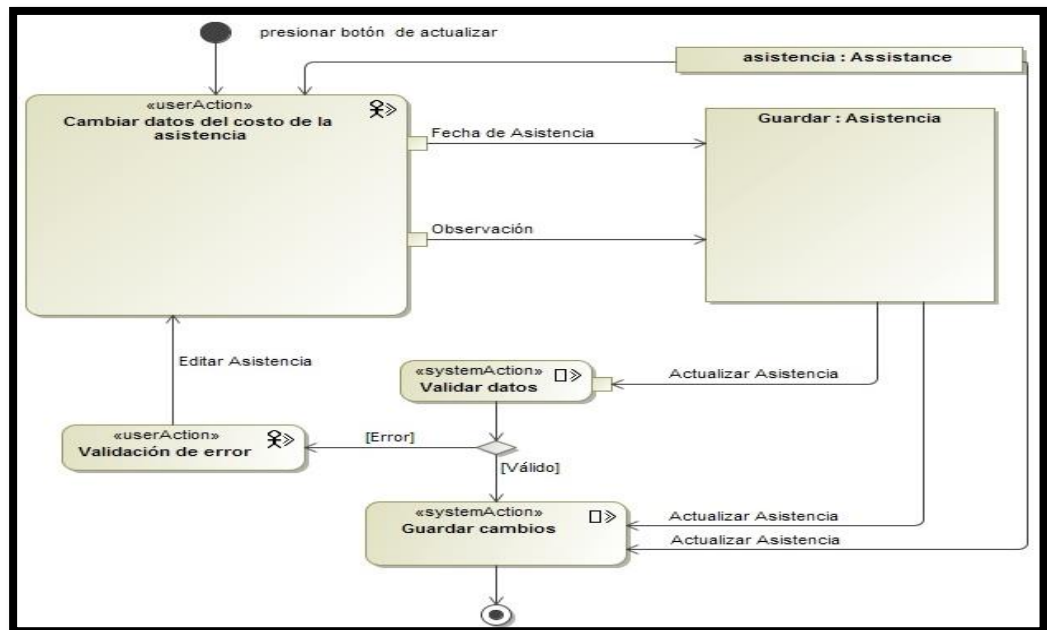 presionar botón de actualizar
asistencia : Assistance
«userAction»
Cambiar datos del costo de la
asistencia
Fecha de Asistencia
Guardar : Asistencia
Observación
Editar Asistencia
«systemAction»
Validar datos
Actualizar Asistencia
«userAction»
Validación de error
[Error]
[Válido]
«systemAction»
Guardar cambios
Actualizar Asistencia
Actualizar Asistencia